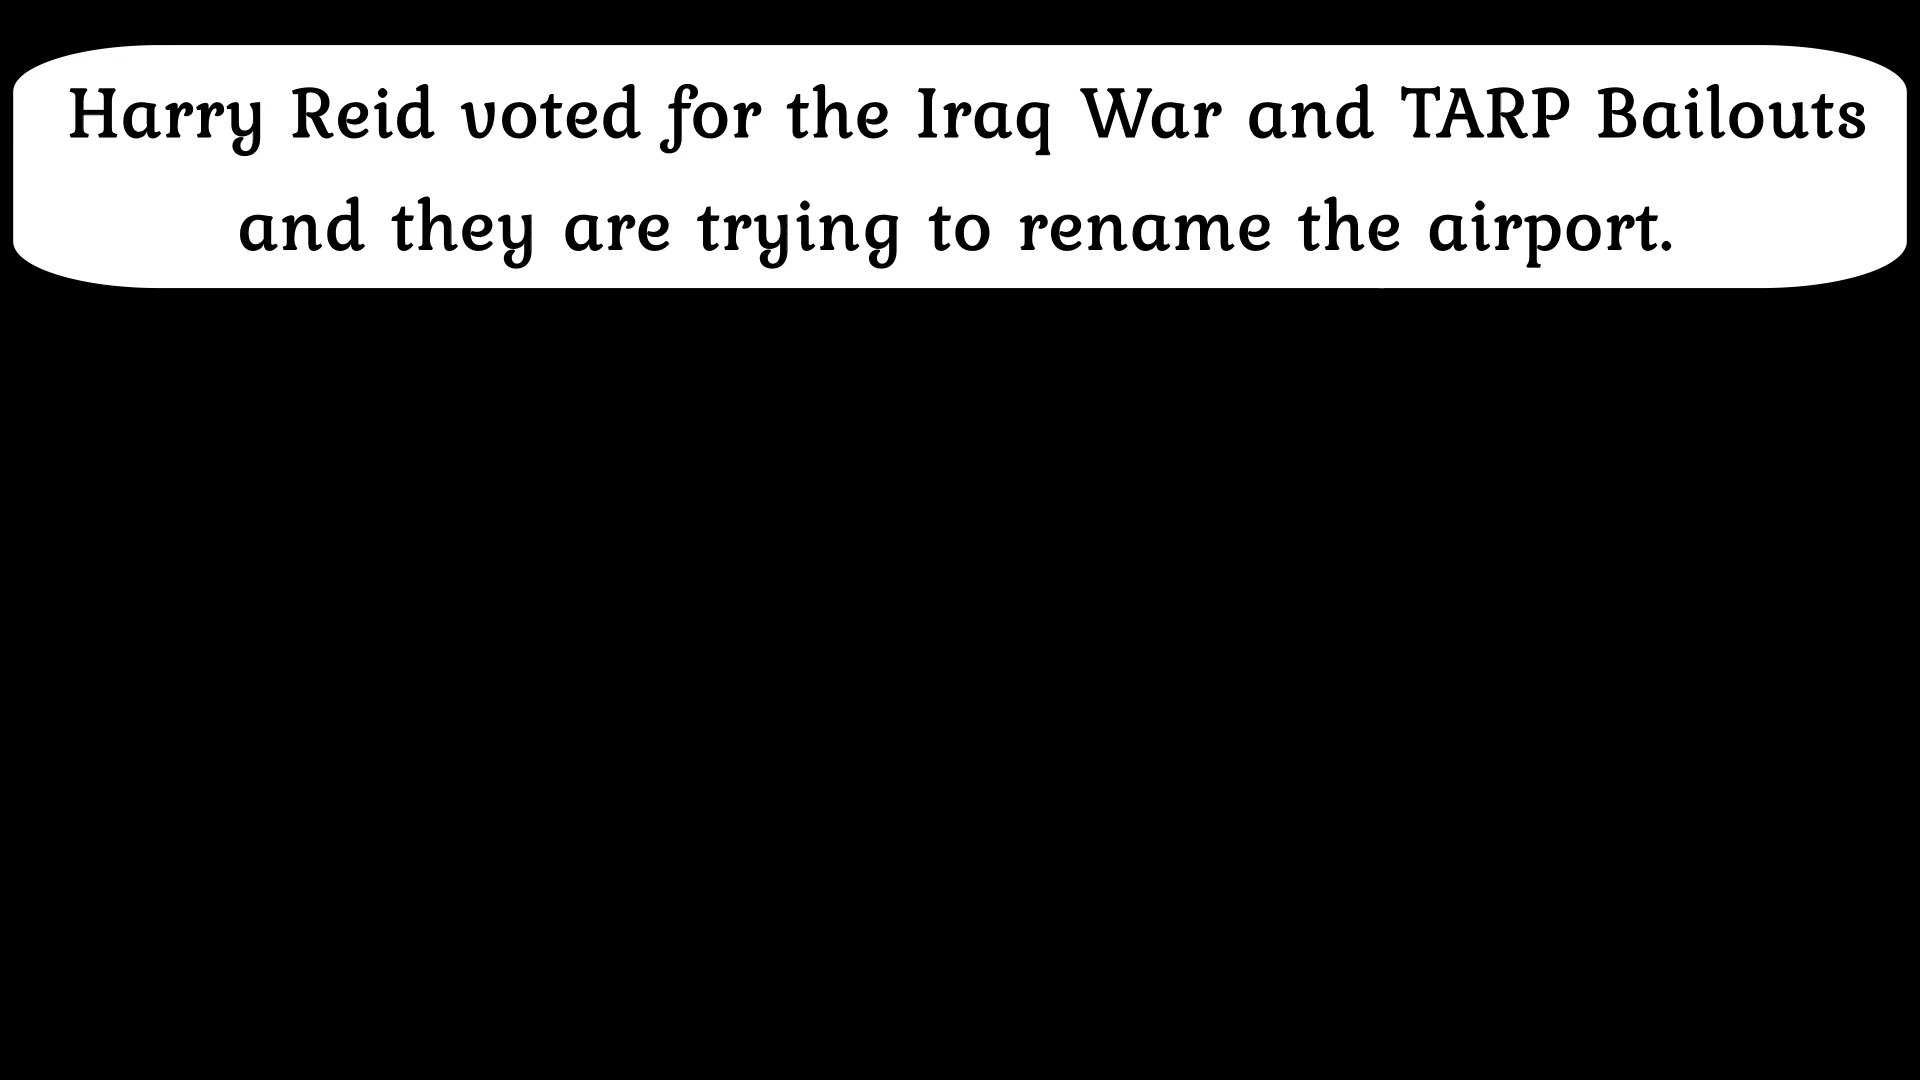 Harry Reid voted for the Iraq War and TARP Bailouts
and they are trying to rename the airport.